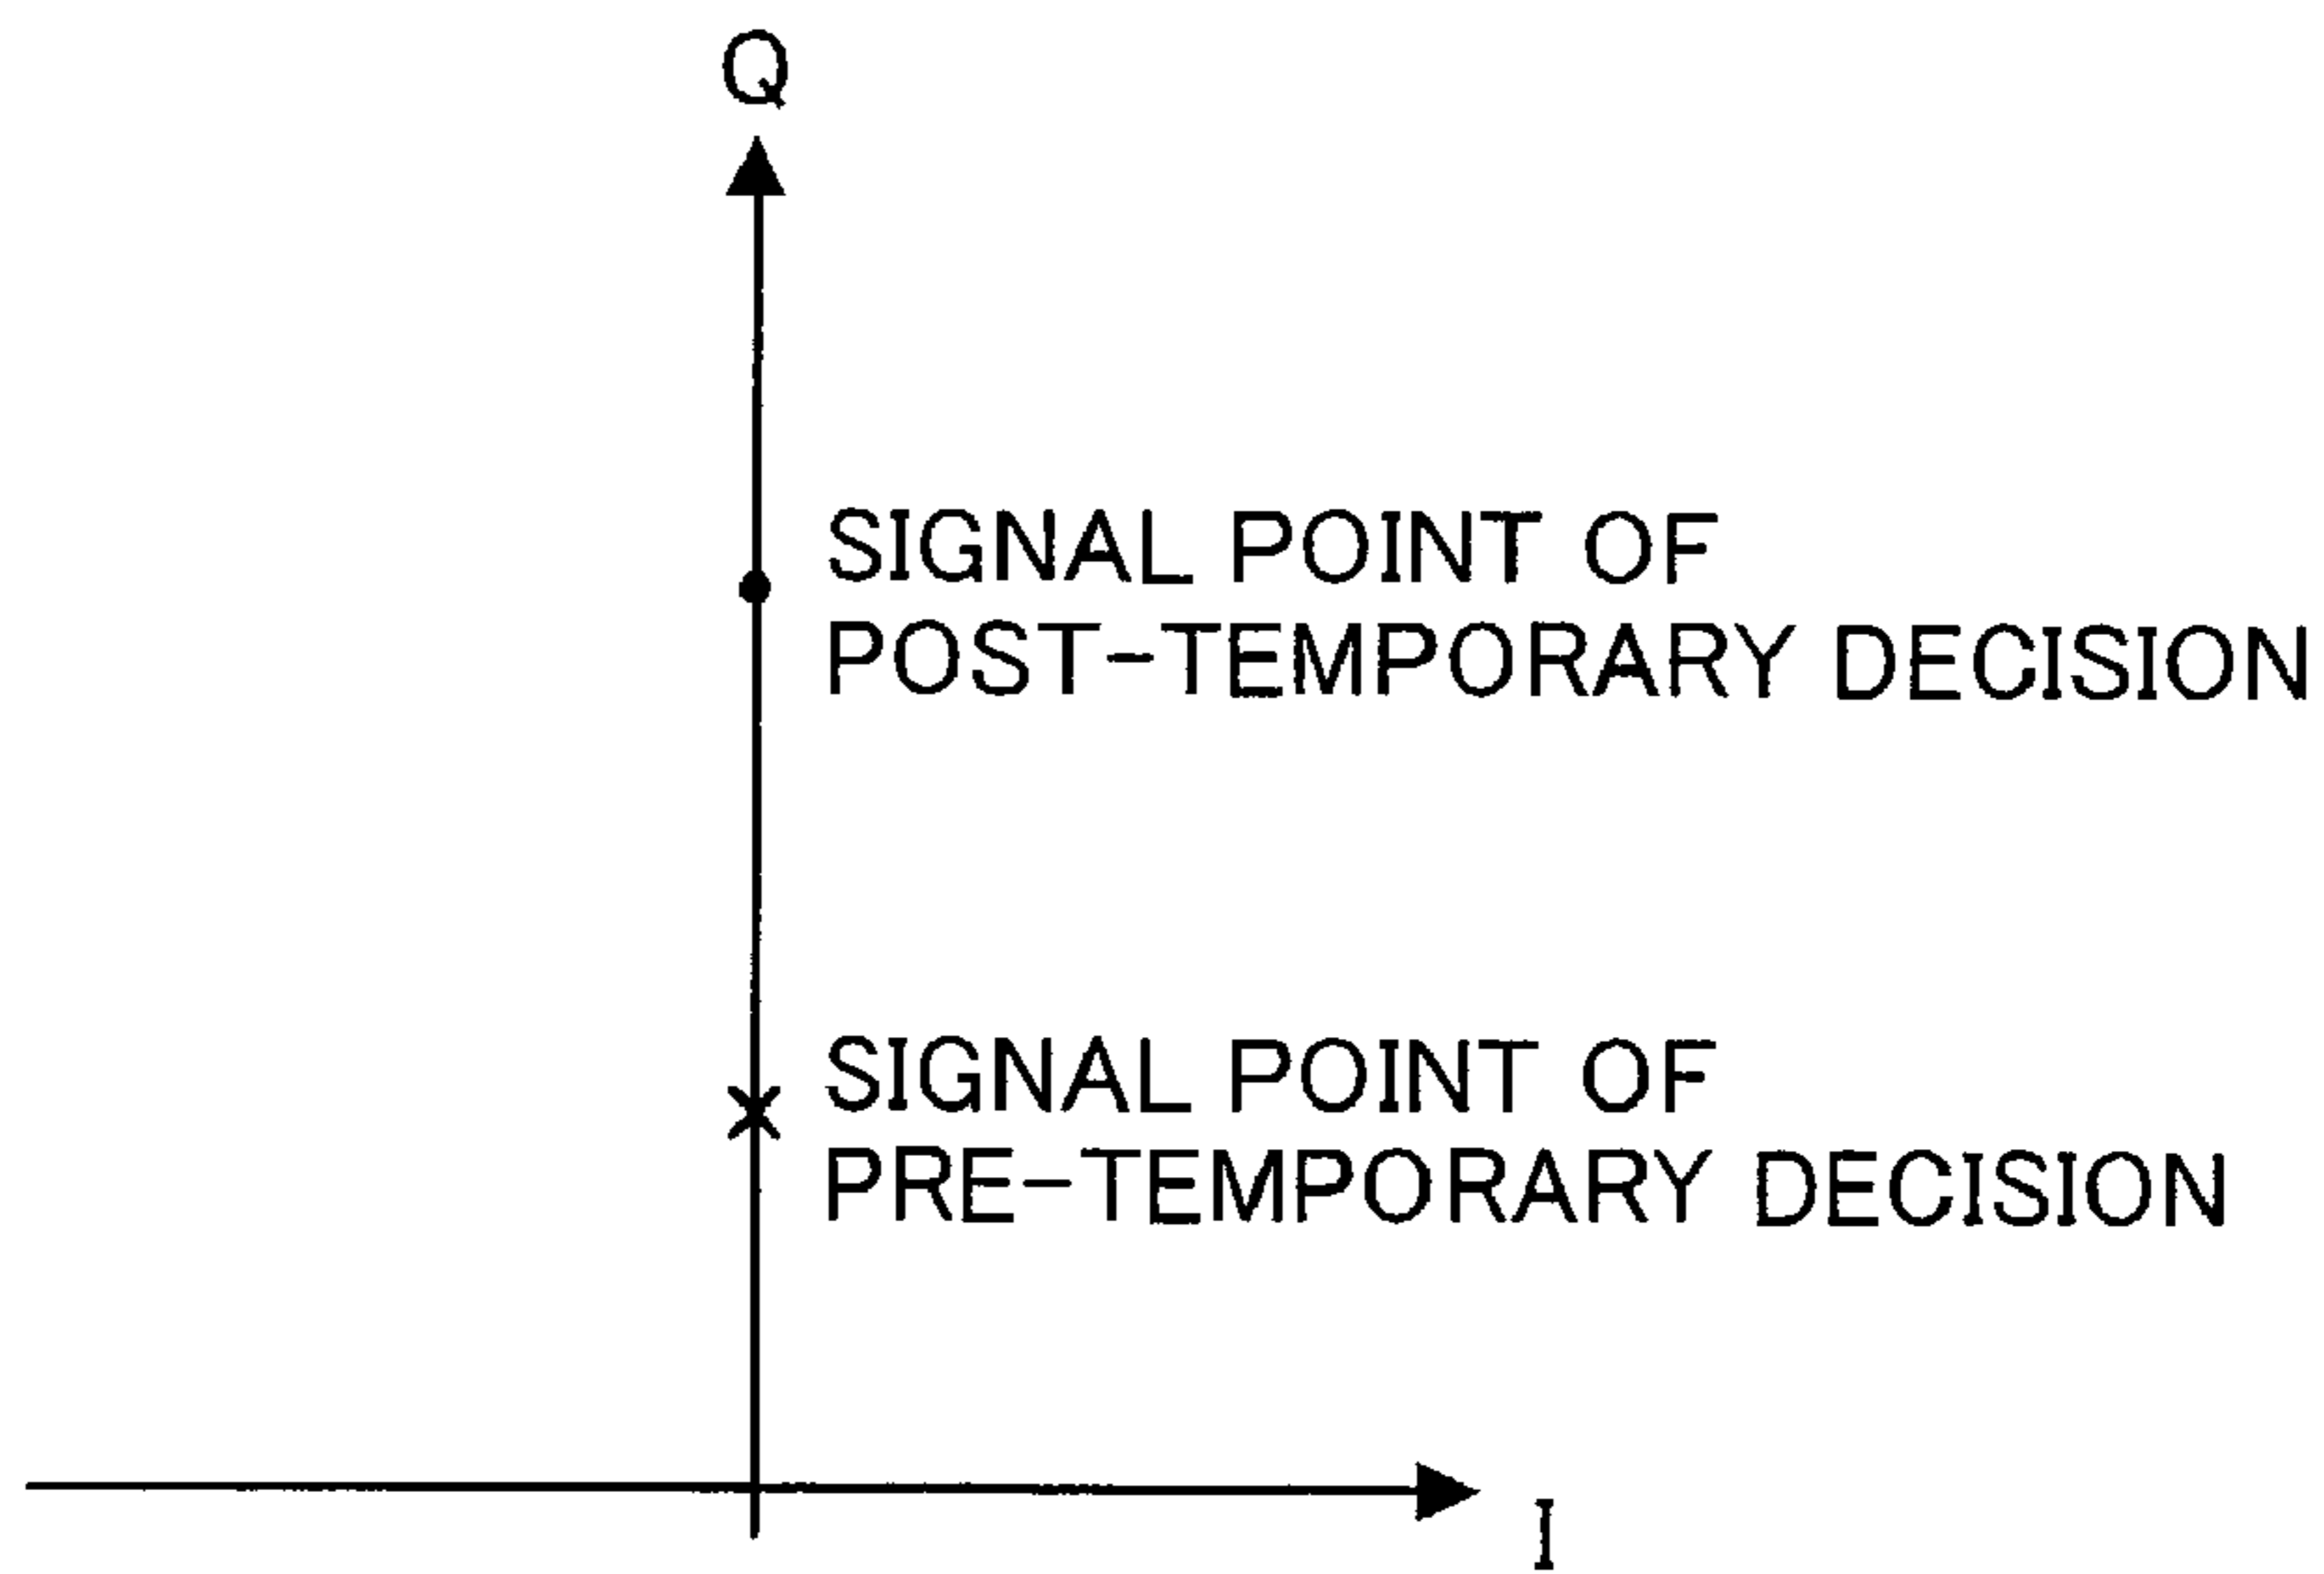 Q
SIGNAL POINT OF
POST-TEMPORARY DECISION
SIGNAL POINT OF
PRE-TEMPORARY DECISION
I